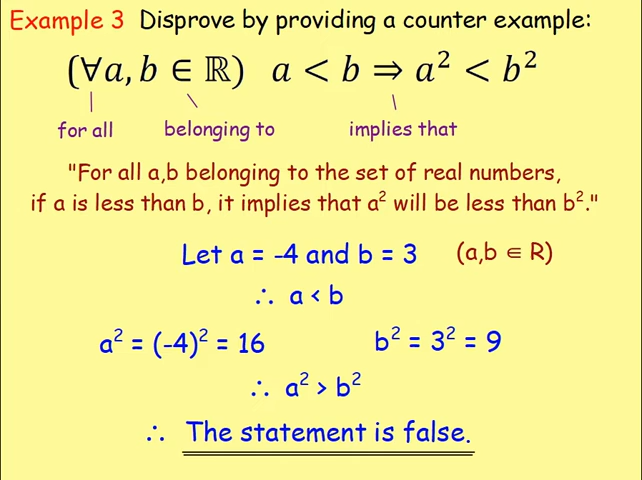 Example 3 Disprove by providing a counter example:
(∀a, b ∈ ℝ) a < b ⇒ a² < b²
for all belonging to implies that
"For all a,b belonging to the set of real numbers,
if a is less than b, it implies that a² will be less than b²."
Let a = -4 and b = 3 (a,b ∈ R)
∴ a < b
a² = (-4)² = 16 b² = 3² = 9
∴ a² > b²
∴ The statement is false.